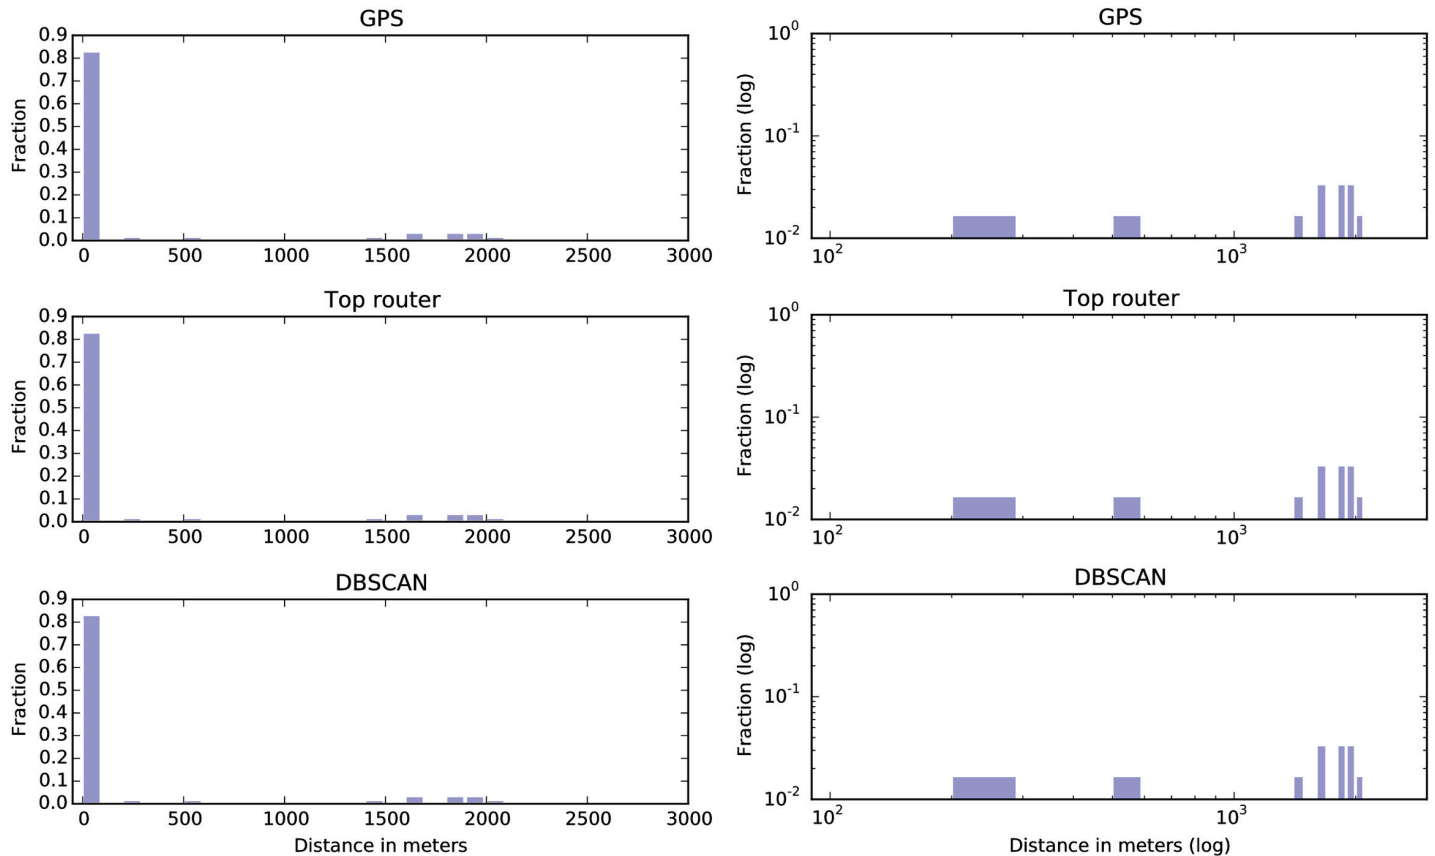 GPS
0.9
0.8
0.7
0.6
0.5
0.4
0.3
0.2
0.1
0.0
Fraction
0 500 1000 1500 2000 2500 3000
GPS
10^0
10^-1
10^-2
Fraction (log)
10^2 10^3
Top router
0.9
0.8
0.7
0.6
0.5
0.4
0.3
0.2
0.1
0.0
Fraction
0 500 1000 1500 2000 2500 3000
Top router
10^0
10^-1
10^-2
Fraction (log)
10^2 10^3
DBSCAN
0.9
0.8
0.7
0.6
0.5
0.4
0.3
0.2
0.1
0.0
Fraction
0 500 1000 1500 2000 2500 3000
Distance in meters
DBSCAN
10^0
10^-1
10^-2
Fraction (log)
10^2 10^3
Distance in meters (log)